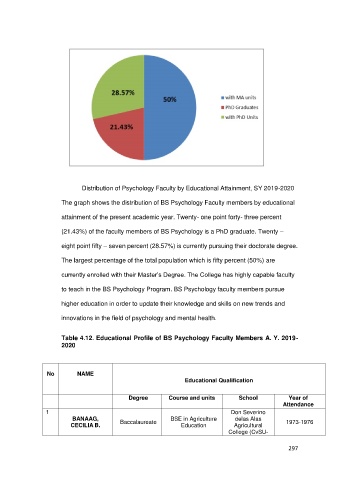 28.57%
50%
21.43%
with MA units
PhD Graduates
with PhD Units
Distribution of Psychology Faculty by Educational Attainment, SY 2019-2020
The graph shows the distribution of BS Psychology Faculty members by educational
attainment of the present academic year. Twenty- one point forty- three percent
(21.43%) of the faculty members of BS Psychology is a PhD graduate. Twenty –
eight point fifty – seven percent (28.57%) is currently pursuing their doctorate degree.
The largest percentage of the total population which is fifty percent (50%) are
currently enrolled with their Master's Degree. The College has highly capable faculty
to teach in the BS Psychology Program. BS Psychology faculty members pursue
higher education in order to update their knowledge and skills on new trends and
innovations in the field of psychology and mental health.
Table 4.12. Educational Profile of BS Psychology Faculty Members A. Y. 2019-
2020
No NAME
Educational Qualification
Degree Course and units School Year of
Attendance
1
BANAAG,
CECILIA B.
Baccalaureate
BSE in Agriculture
Education
Don Severino
delas Alas
Agricultural
College (CvSU-
1973-1976
297